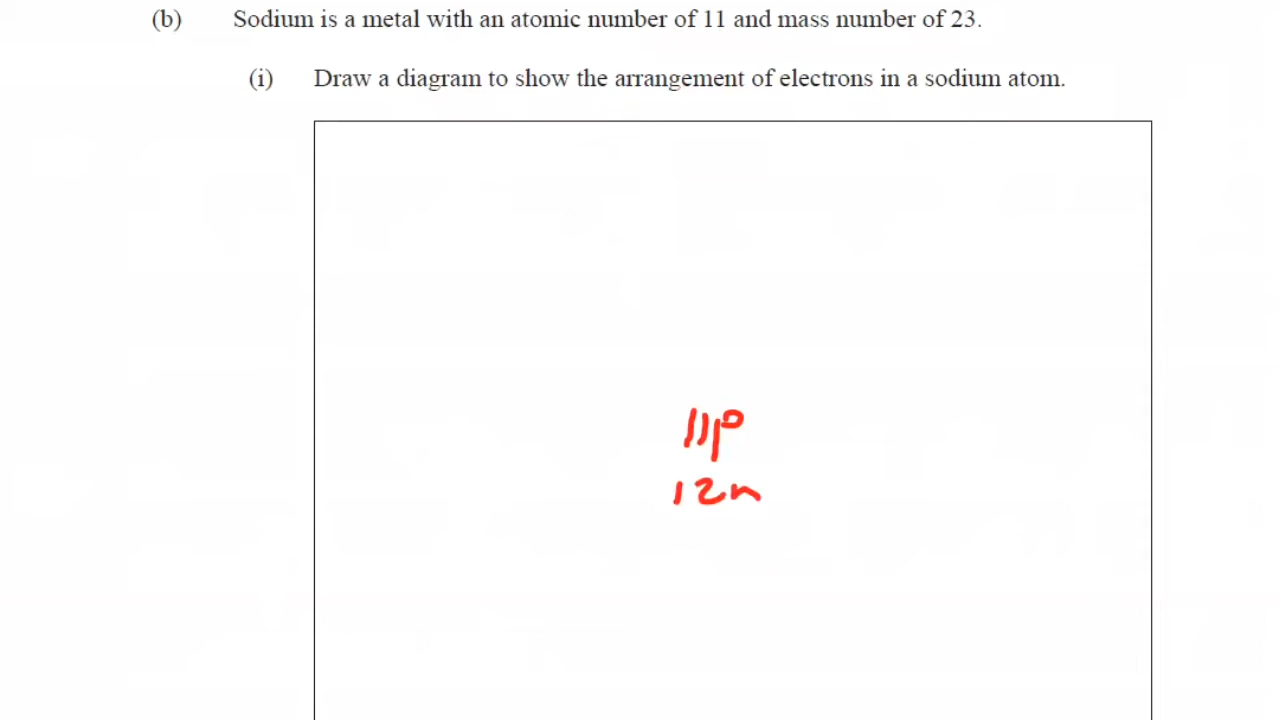 (b) Sodium is a metal with an atomic number of 11 and mass number of 23.
(i) Draw a diagram to show the arrangement of electrons in a sodium atom.
11p
12n